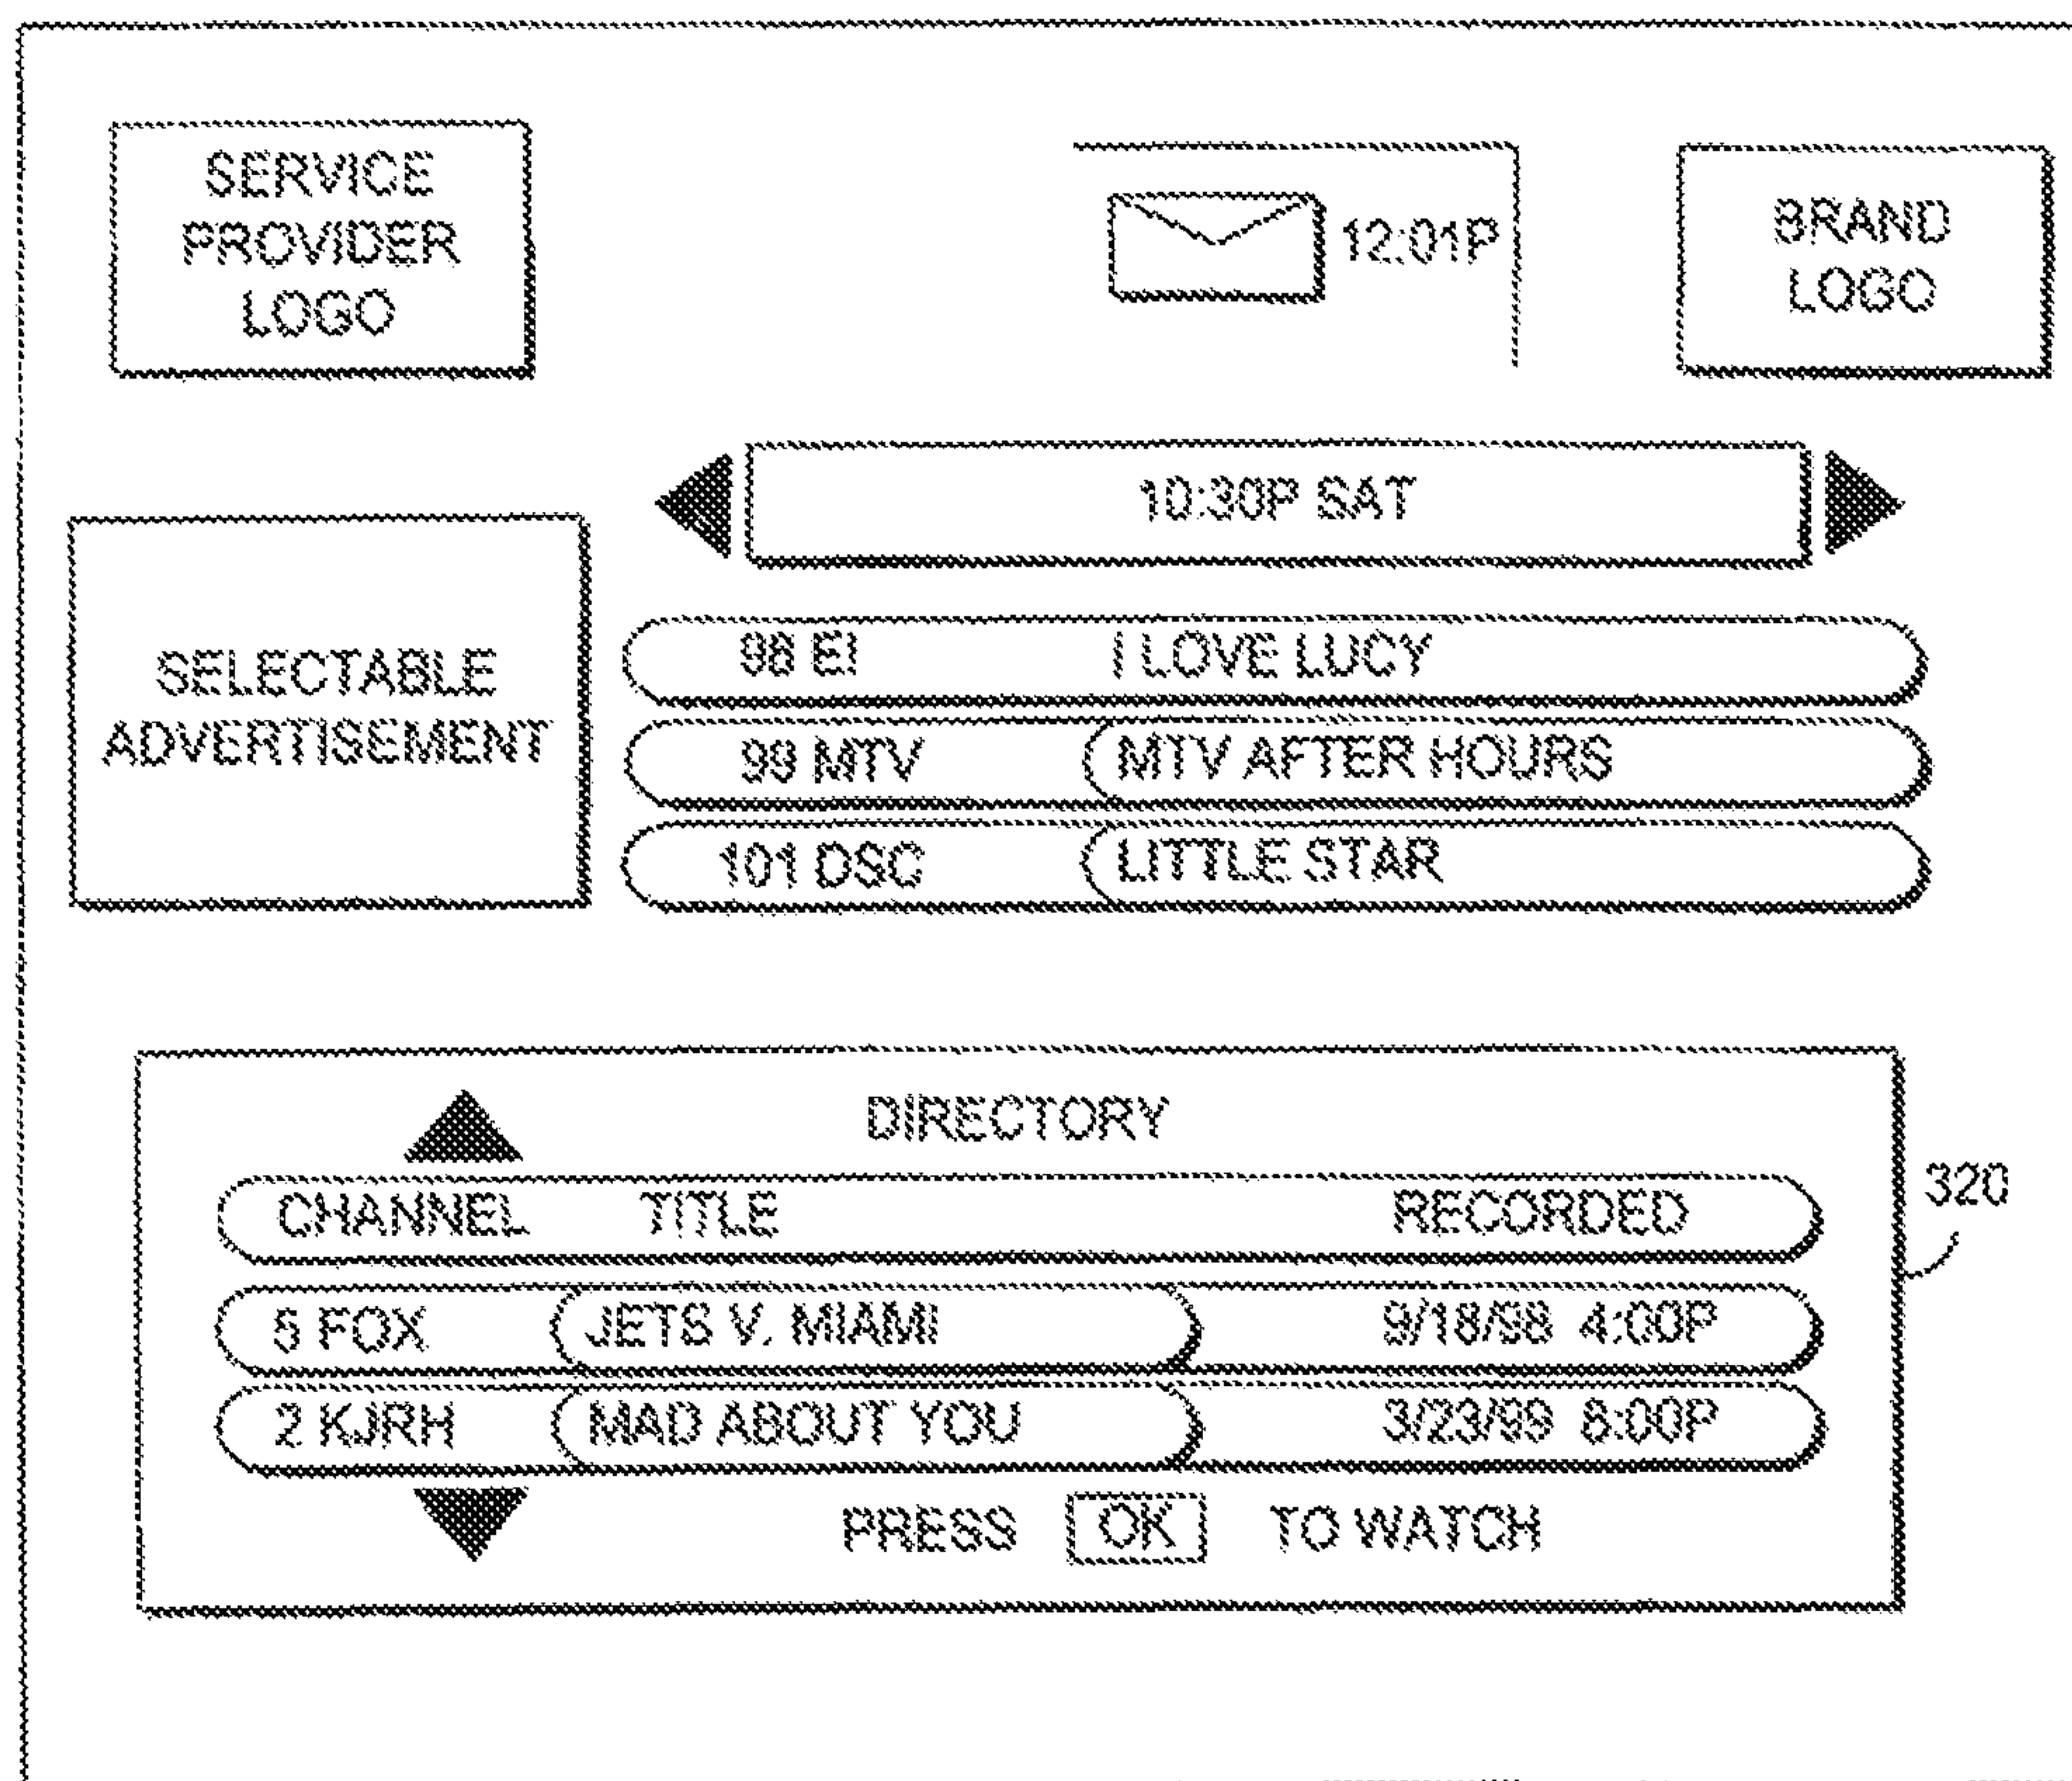 SERVICE
PROVIDER
LOGO
12:01P
BRAND
LOGO
10:30P SAT
SELECTABLE
ADVERTISEMENT
98 E!
I LOVE LUCY
99 MTV
MTV AFTER HOURS
101 DSC
LITTLE STAR
DIRECTORY
CHANNEL TITLE RECORDED
5 FOX JETS V. MIAMI 9/18/98 4:00P
2 KJRH MAD ABOUT YOU 3/23/99 8:00P
PRESS OK TO WATCH
320